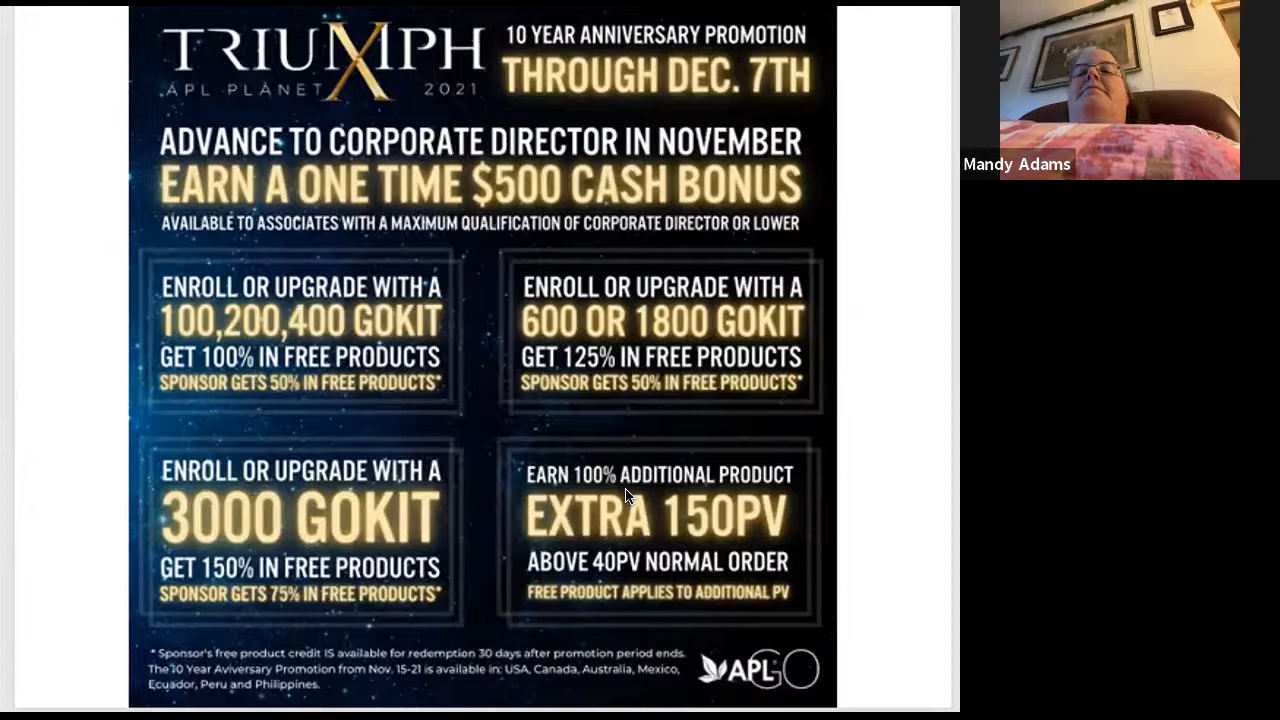 TRIUMPH
APL PLANET 2021
10 YEAR ANNIVERSARY PROMOTION
THROUGH DEC. 7TH
ADVANCE TO CORPORATE DIRECTOR IN NOVEMBER
EARN A ONE TIME $500 CASH BONUS
AVAILABLE TO ASSOCIATES WITH A MAXIMUM QUALIFICATION OF CORPORATE DIRECTOR OR LOWER
ENROLL OR UPGRADE WITH A
100,200,400 GOKIT
GET 100% IN FREE PRODUCTS
SPONSOR GETS 50% IN FREE PRODUCTS*
ENROLL OR UPGRADE WITH A
600 OR 1800 GOKIT
GET 125% IN FREE PRODUCTS
SPONSOR GETS 50% IN FREE PRODUCTS*
ENROLL OR UPGRADE WITH A
3000 GOKIT
GET 150% IN FREE PRODUCTS
SPONSOR GETS 75% IN FREE PRODUCTS*
EARN 100% ADDITIONAL PRODUCT
EXTRA 150PV
ABOVE 40PV NORMAL ORDER
FREE PRODUCT APPLIES TO ADDITIONAL PV
* Sponsor's free product credit IS available for redemption 30 days after promotion period ends.
The 10 Year Aviversary Promotion from Nov. 15-21 is available in: USA, Canada, Australia, Mexico,
Ecuador, Peru and Philippines.
APLGO
Mandy Adams